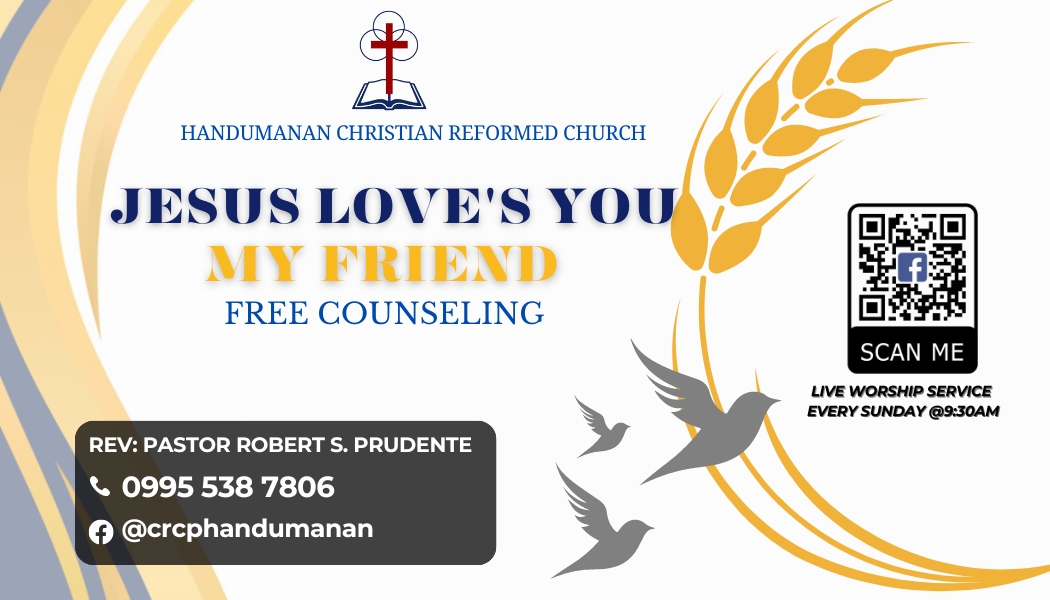 HANDUMANAN CHRISTIAN REFORMED CHURCH
JESUS LOVE'S YOU
MY FRIEND
FREE COUNSELING
SCAN ME
LIVE WORSHIP SERVICE
EVERY SUNDAY @9:30AM
REV: PASTOR ROBERT S. PRUDENTE
0995 538 7806
@crcphandumanan